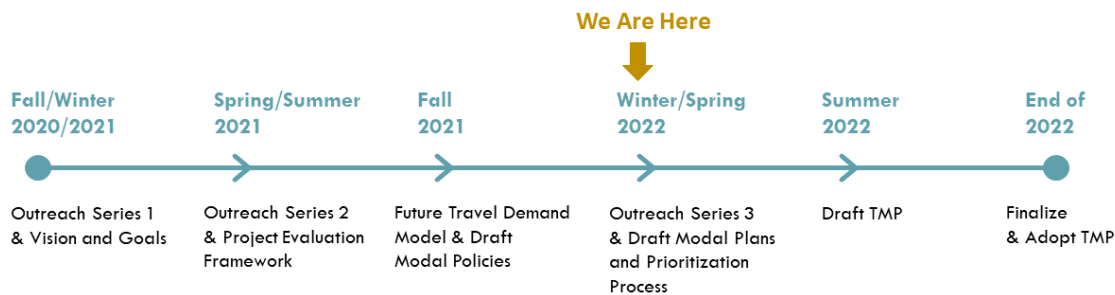 We Are Here
Fall/Winter
2020/2021
Spring/Summer
2021
Fall
2021
Winter/Spring
2022
Summer
2022
End of
2022
Outreach Series 1
& Vision and Goals
Outreach Series 2
& Project Evaluation
Framework
Future Travel Demand
Model & Draft
Modal Policies
Outreach Series 3
& Draft Modal Plans
and Prioritization
Process
Draft TMP
Finalize
& Adopt TMP